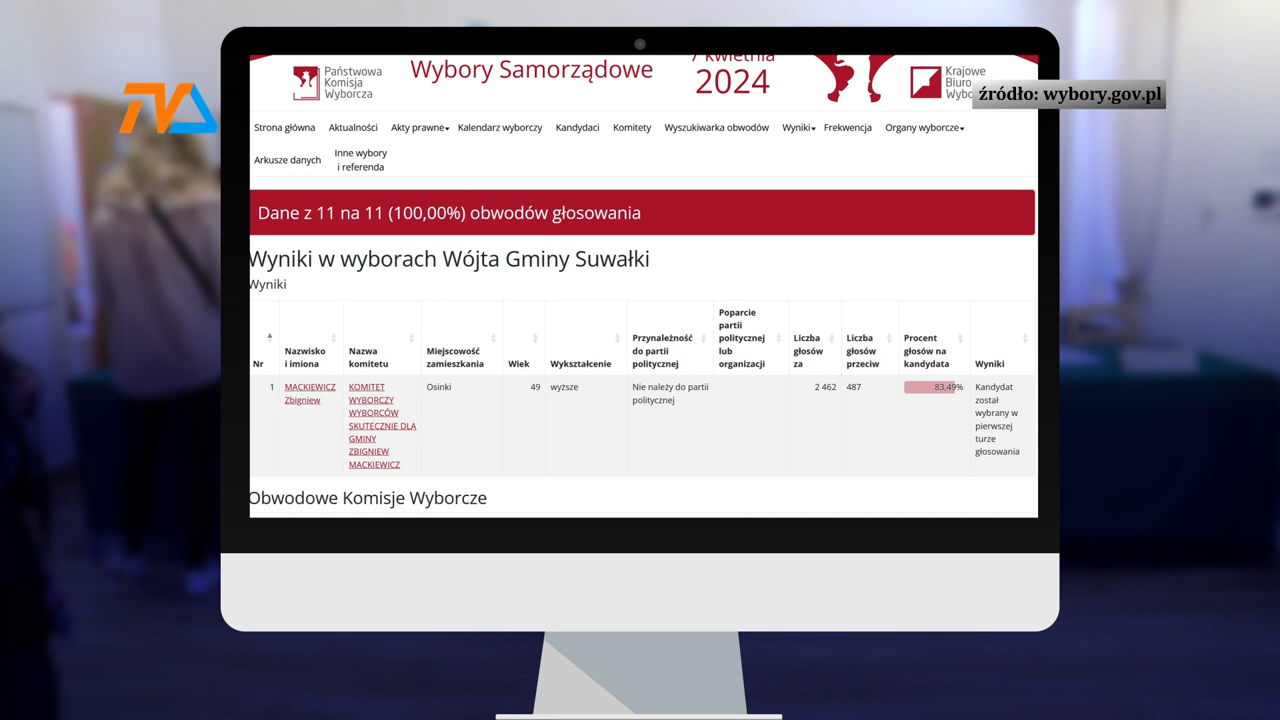 TVA
Państwowa
Komisja
Wyborcza
Wybory Samorządowe
7 kwietnia
2024
Krajowe
Biuro
Wybo
źródło: wybory.gov.pl
Strona główna Aktualności Akty prawne Kalendarz wyborczy Kandydaci Komitety Wyszukiwarka obwodów Wyniki Frekwencja Organy wyborcze
Arkusze danych Inne wybory
i referenda
Dane z 11 na 11 (100,00%) obwodów głosowania
Wyniki w wyborach Wójta Gminy Suwałki
Wyniki
Nr
Nazwisko
i imiona
Nazwa
komitetu
Miejscowość
zamieszkania
Wiek
Wykształcenie
Przynależność
do partii
politycznej
Poparcie
partii
politycznej
lub
organizacji
Liczba
głosów
za
Liczba
głosów
przeciw
Procent
głosów na
kandydata
Wyniki
1
MACKIEWICZ
Zbigniew
KOMITET
WYBORCZY
WYBORCÓW
SKUTECZNIE DLA
GMINY
ZBIGNIEW
MACKIEWICZ
Osinki
49
wyższe
Nie należy do partii
politycznej
2 462
487
83,49%
Kandydat
został
wybrany w
pierwszej
turze
głosowania
Obwodowe Komisje Wyborcze